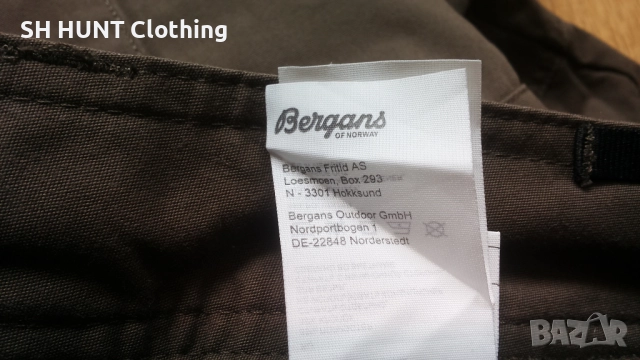 SH HUNT Clothing
Bergans
OF NORWAY
Bergans Fritid AS
Loesmoen, Box 293
N - 3301 Hokksund
Bergans Outdoor GmbH
Nordportbogen 1
DE-22848 Norderstedt
BAZAR